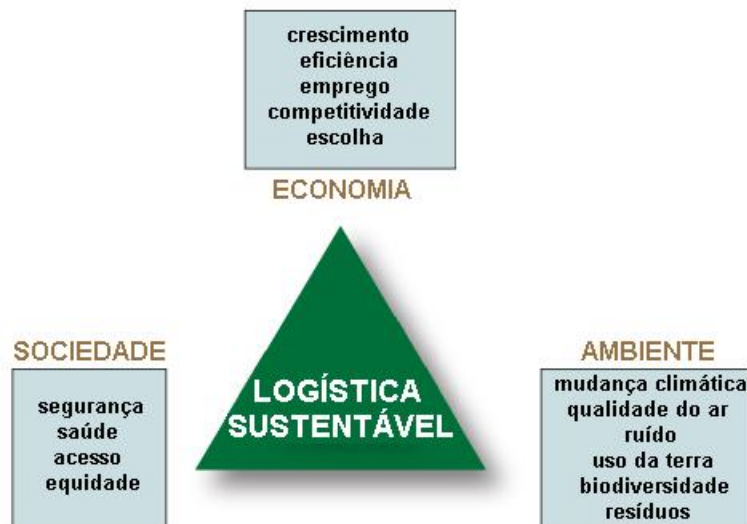 crescimento
eficiência
emprego
competitividade
escolha
ECONOMIA
SOCIEDADE
segurança
saúde
acesso
equidade
LOGÍSTICA
SUSTENTÁVEL
AMBIENTE
mudança climática
qualidade do ar
ruído
uso da terra
biodiversidade
resíduos